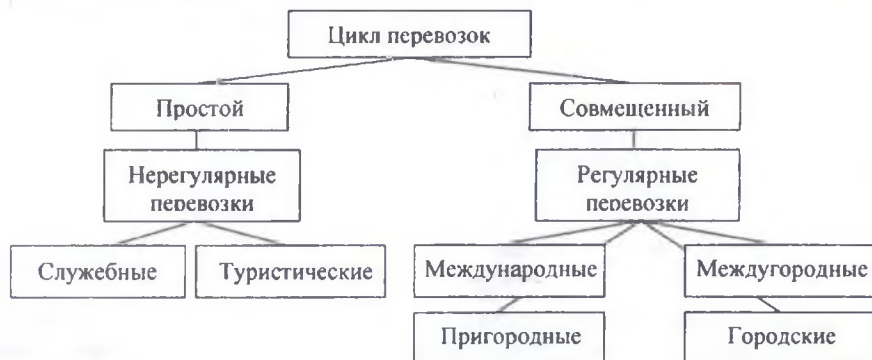 Цикл перевозок
Простой
Совмещенный
Нерегулярные
перевозки
Регулярные
перевозки
Служебные
Туристические
Международные
Междугородные
Пригородные
Городские